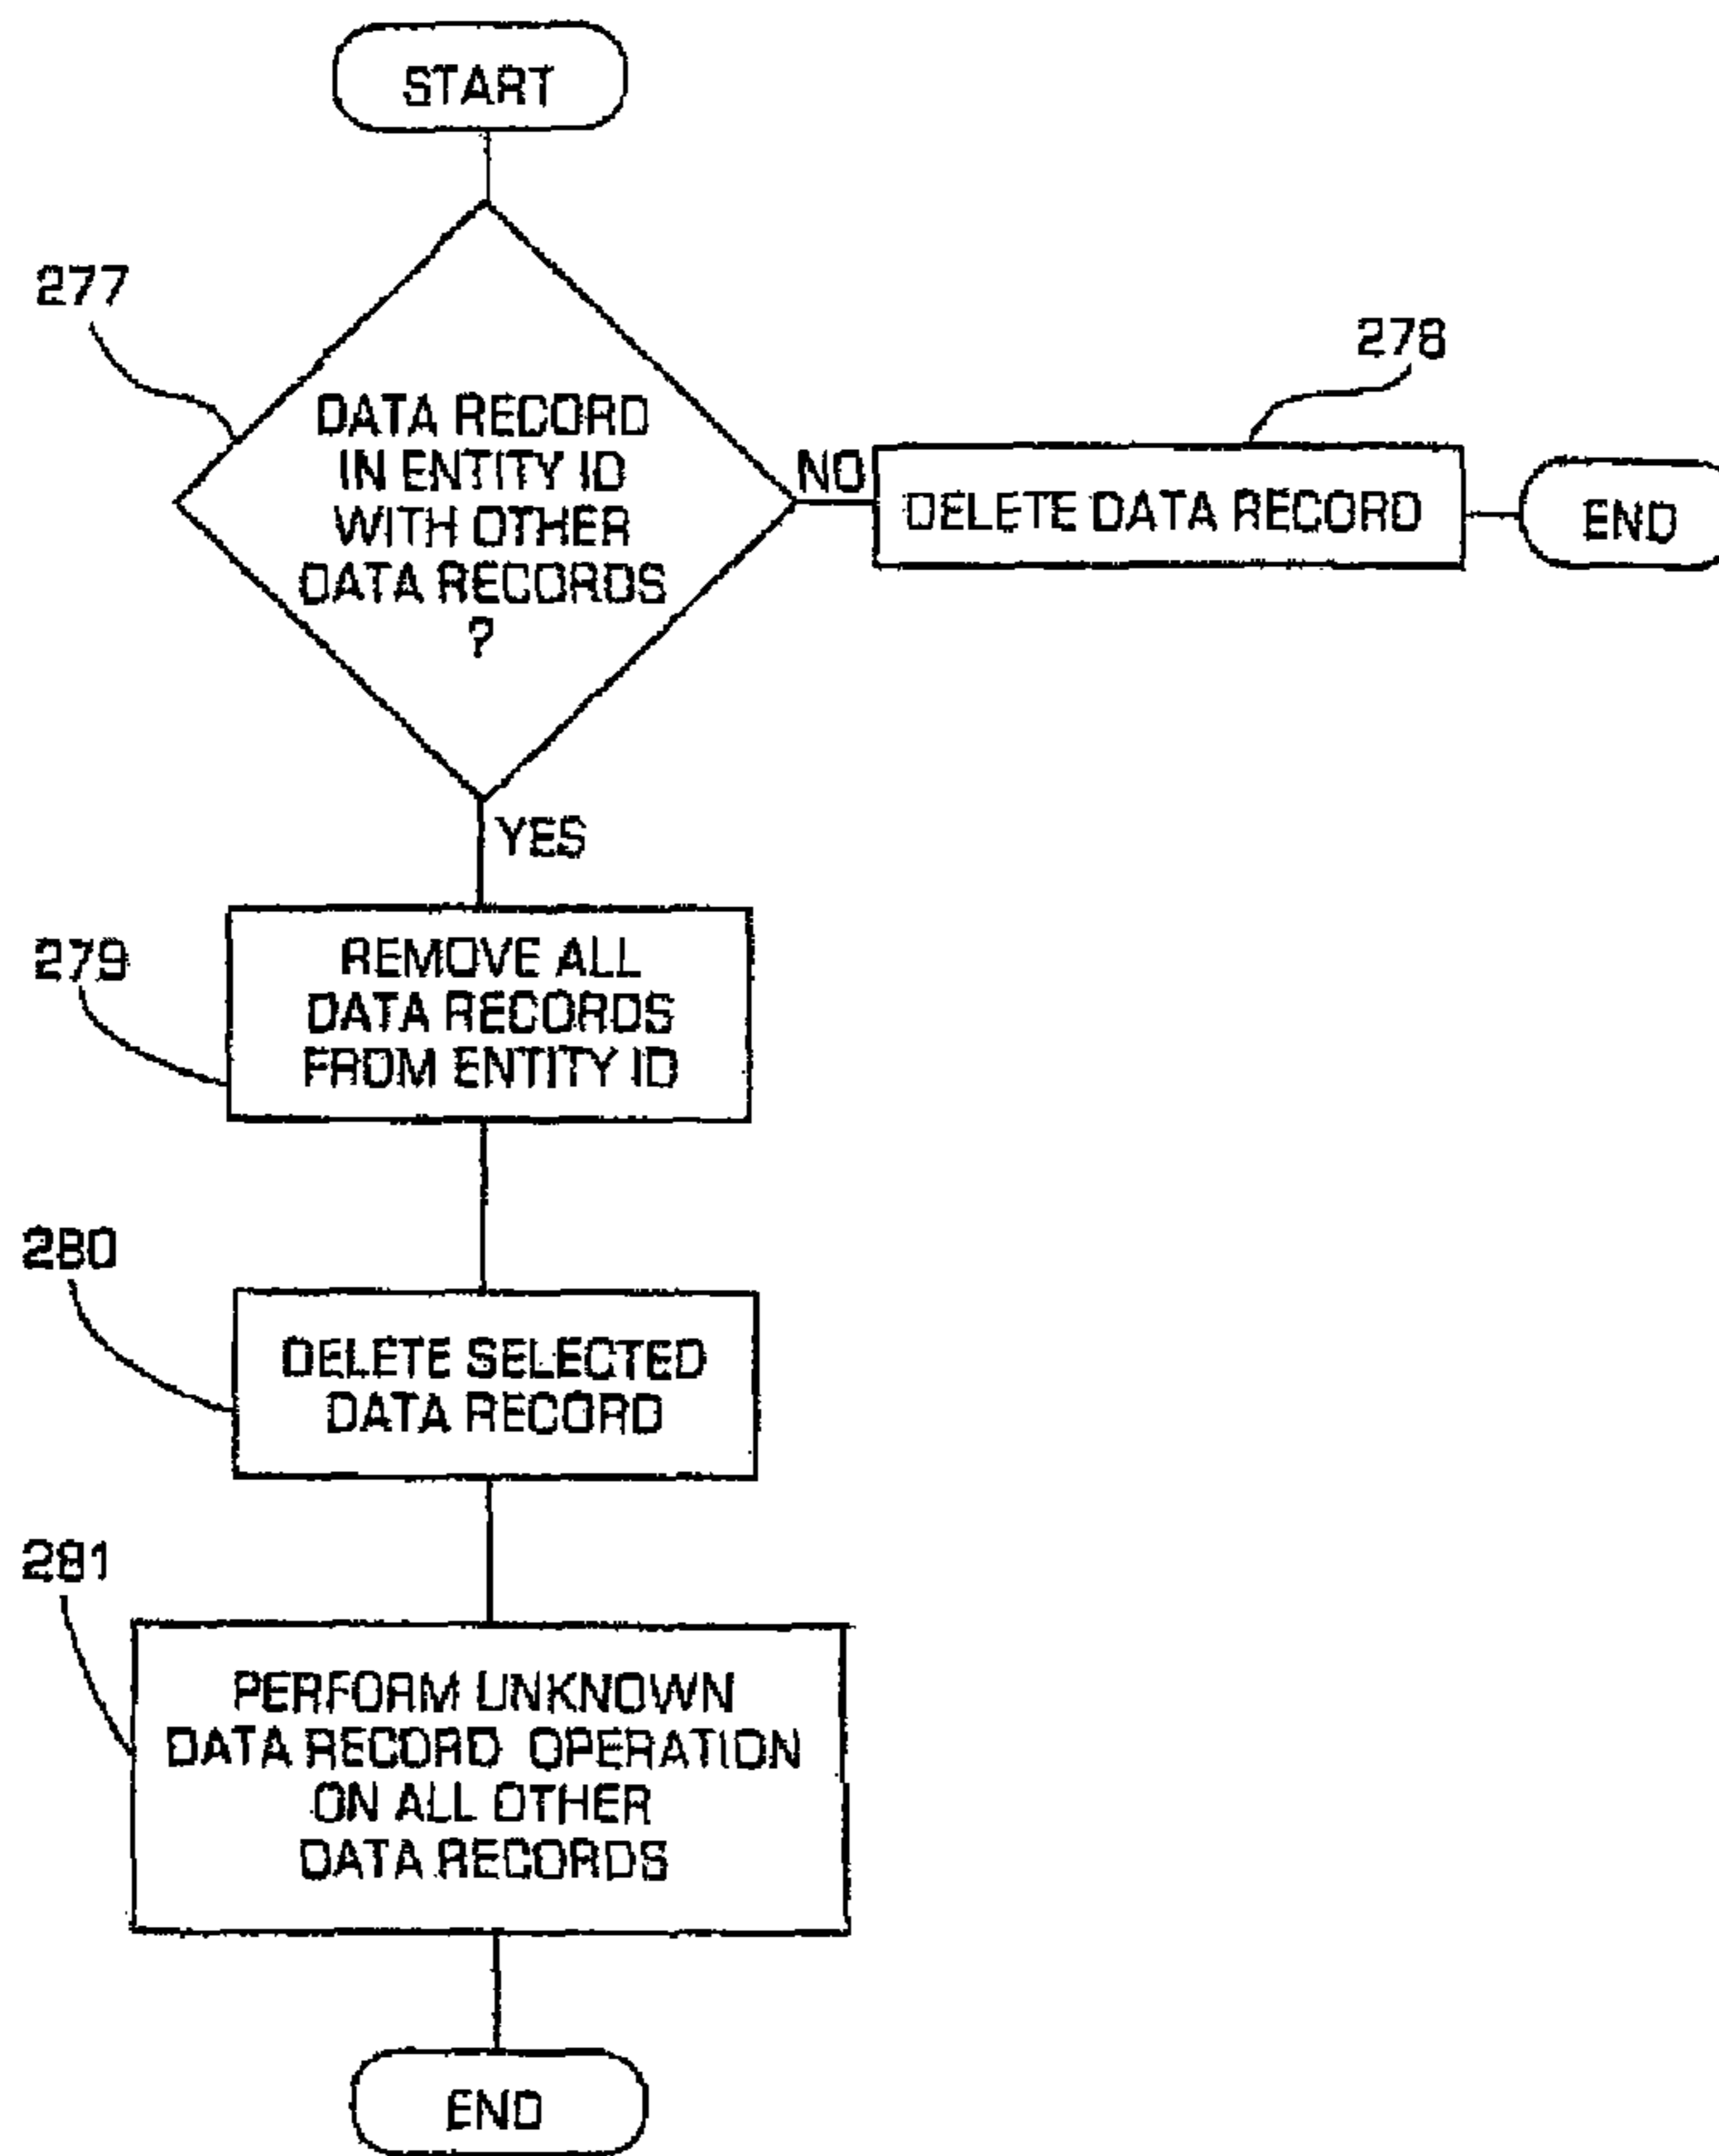 START
277
DATA RECORD
IN ENTITY ID
WITH OTHER
DATA RECORDS
?
NO
278
DELETE DATA RECORD
END
YES
279
REMOVE ALL
DATA RECORDS
FROM ENTITY ID
280
DELETE SELECTED
DATA RECORD
281
PERFORM UNKNOWN
DATA RECORD OPERATION
ON ALL OTHER
DATA RECORDS
END